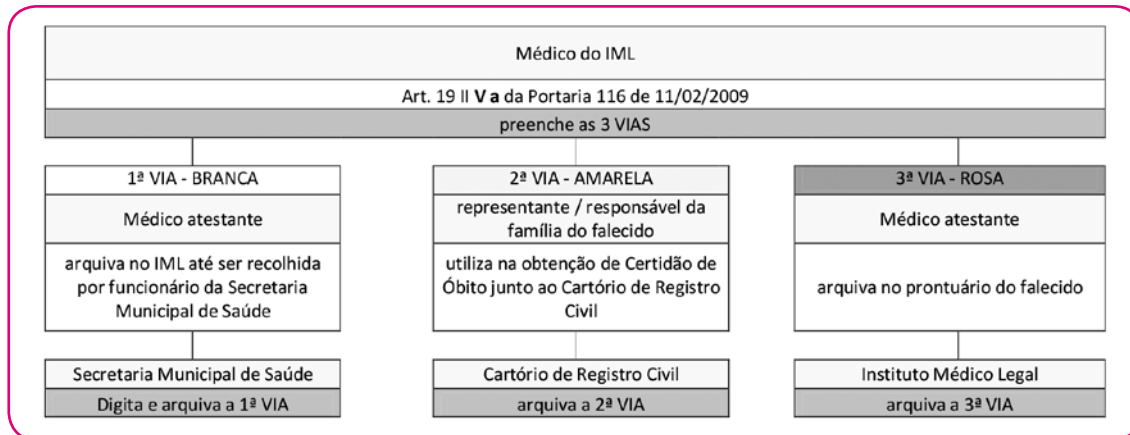 Médico do IML
Art. 19 II V a da Portaria 116 de 11/02/2009
preenche as 3 VIAS
1ª VIA - BRANCA
Médico atestante
arquiva no IML até ser recolhida
por funcionário da Secretaria
Municipal de Saúde
Secretaria Municipal de Saúde
Digita e arquiva a 1ª VIA
2ª VIA - AMARELA
representante / responsável da
família do falecido
utiliza na obtenção de Certidão de
Óbito junto ao Cartório de Registro
Civil
Cartório de Registro Civil
arquiva a 2ª VIA
3ª VIA - ROSA
Médico atestante
arquiva no prontuário do falecido
Instituto Médico Legal
arquiva a 3ª VIA